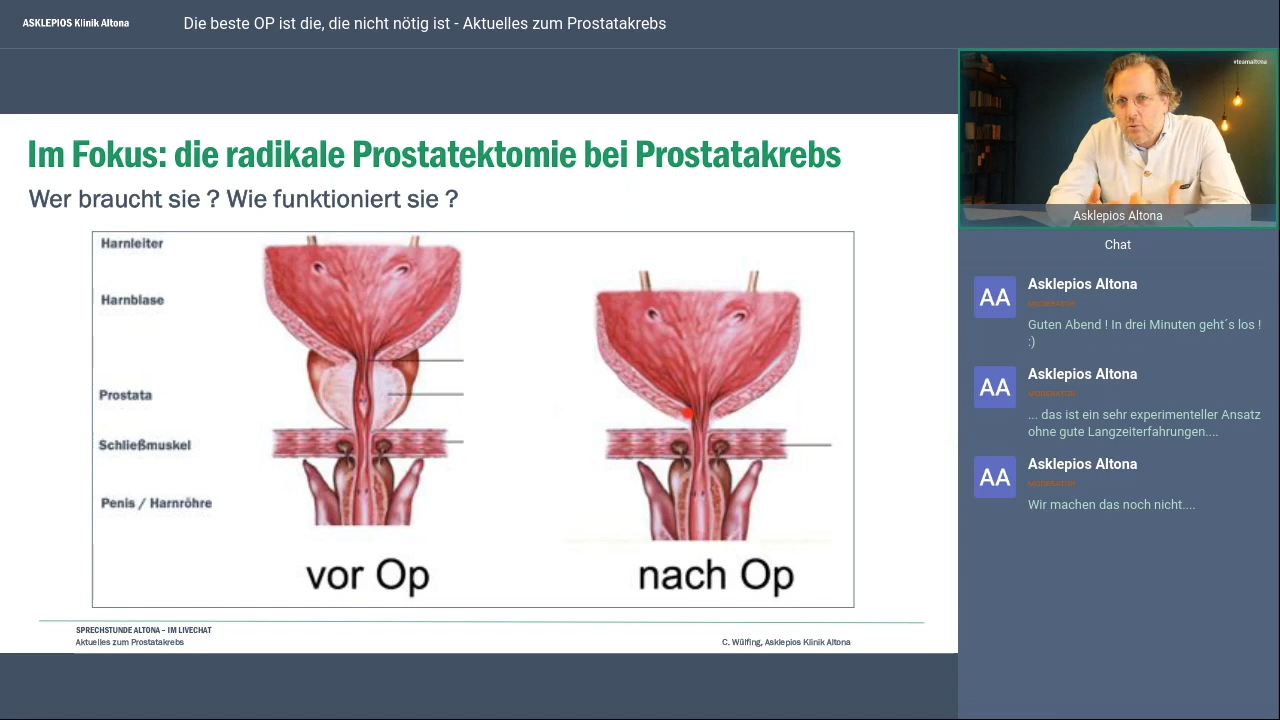 ASKLEPIOS Klinik Altona
Die beste OP ist die, die nicht nötig ist - Aktuelles zum Prostatakrebs
Im Fokus: die radikale Prostatektomie bei Prostatakrebs
Wer braucht sie ? Wie funktioniert sie ?
Harnleiter
Harnblase
Prostata
Schließmuskel
Penis / Harnröhre
vor Op
nach Op
SPRECHSTUNDE ALTONA – IM LIVECHAT
Aktuelles zum Prostatakrebs
C. Wülfing, Asklepios Klinik Altona
#teamaltona
Asklepios Altona
Chat
AA
Asklepios Altona
MODERATOR
Guten Abend ! In drei Minuten geht´s los !
:)
AA
Asklepios Altona
MODERATOR
... das ist ein sehr experimenteller Ansatz
ohne gute Langzeiterfahrungen....
AA
Asklepios Altona
MODERATOR
Wir machen das noch nicht....